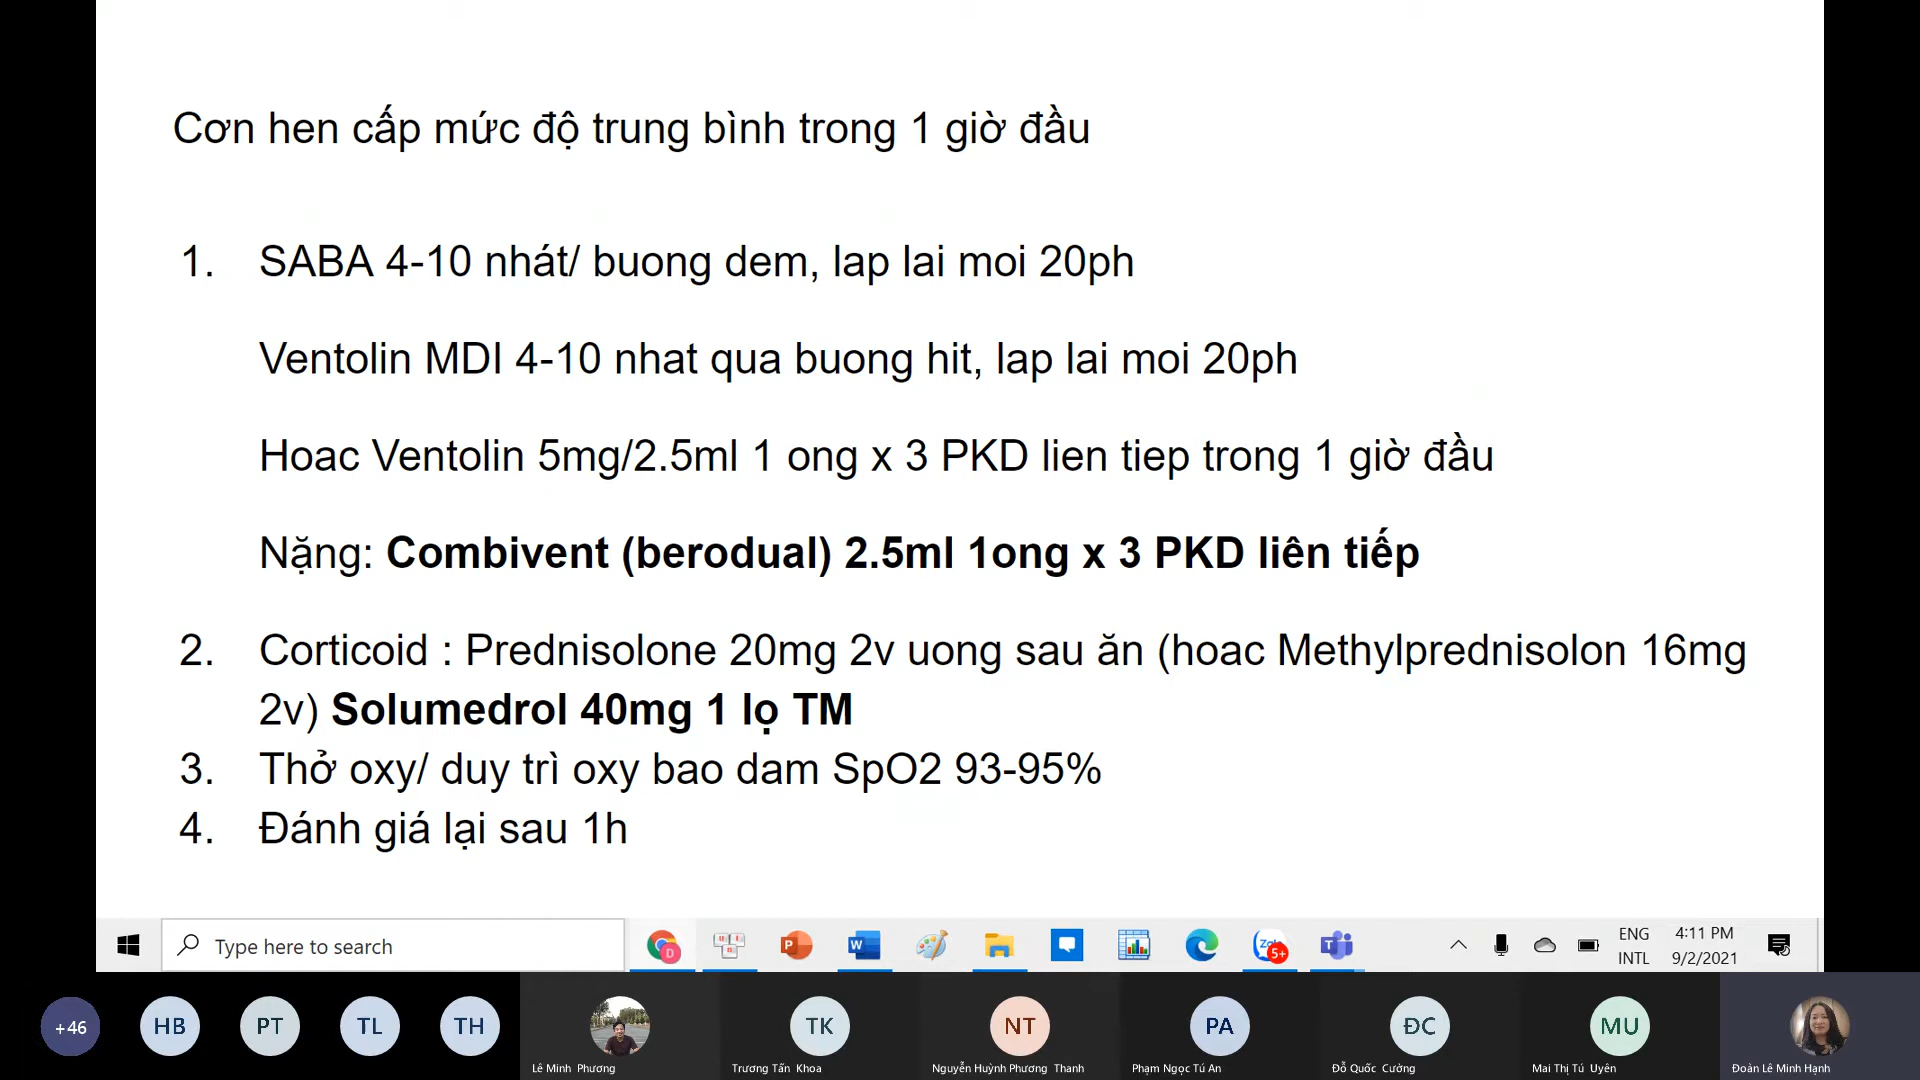 Cơn hen cấp mức độ trung bình trong 1 giờ đầu
1. SABA 4-10 nhát/ buong dem, lap lai moi 20ph
Ventolin MDI 4-10 nhat qua buong hit, lap lai moi 20ph
Hoac Ventolin 5mg/2.5ml 1 ong x 3 PKD lien tiep trong 1 giờ đầu
Nặng: Combivent (berodual) 2.5ml 1ong x 3 PKD liên tiếp
2. Corticoid : Prednisolone 20mg 2v uong sau ăn (hoac Methylprednisolon 16mg
2v) Solumedrol 40mg 1 lọ TM
3. Thở oxy/ duy trì oxy bao dam SpO2 93-95%
4. Đánh giá lại sau 1h
Type here to search
D
P
W
Zalo
5+
T
ENG
INTL
4:11 PM
9/2/2021
+46
HB
PT
TL
TH
TK
NT
PA
ĐC
MU
Lê Minh Phương
Trương Tấn Khoa
Nguyễn Huỳnh Phương Thanh
Phạm Ngọc Tú An
Đỗ Quốc Cường
Mai Thị Tú Uyên
Đoàn Lê Minh Hạnh